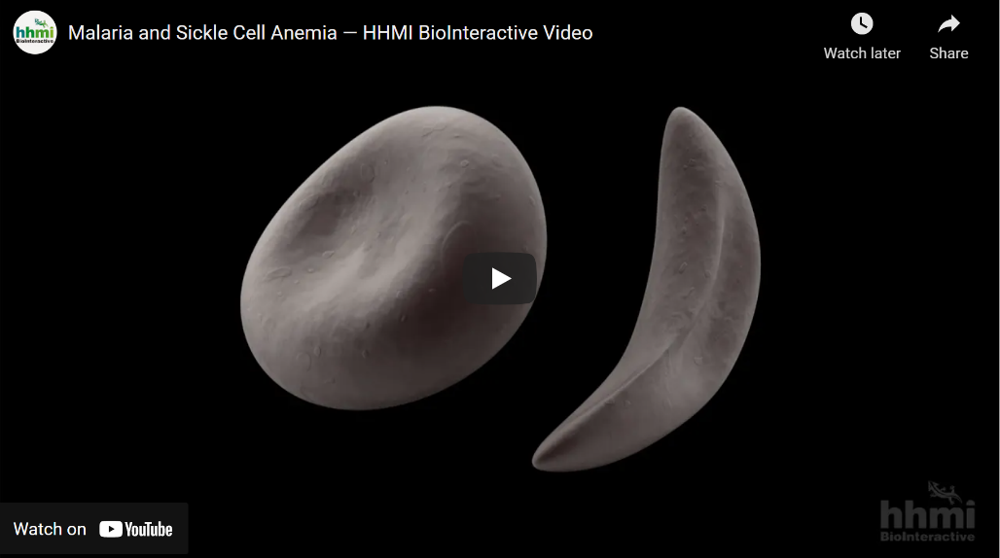 hhmi
BioInteractive
Malaria and Sickle Cell Anemia — HHMI BioInteractive Video
Watch later
Share
Watch on YouTube
hhmi
BioInteractive